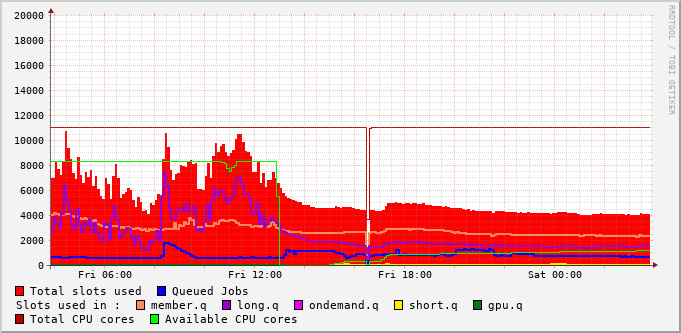 20000
18000
16000
14000
12000
10000
8000
6000
4000
2000
0
Fri 06:00 Fri 12:00 Fri 18:00 Sat 00:00
RRDTOOL / TOBI OETIKER
Total slots used Queued Jobs
Slots used in : member.q long.q ondemand.q short.q gpu.q
Total CPU cores Available CPU cores